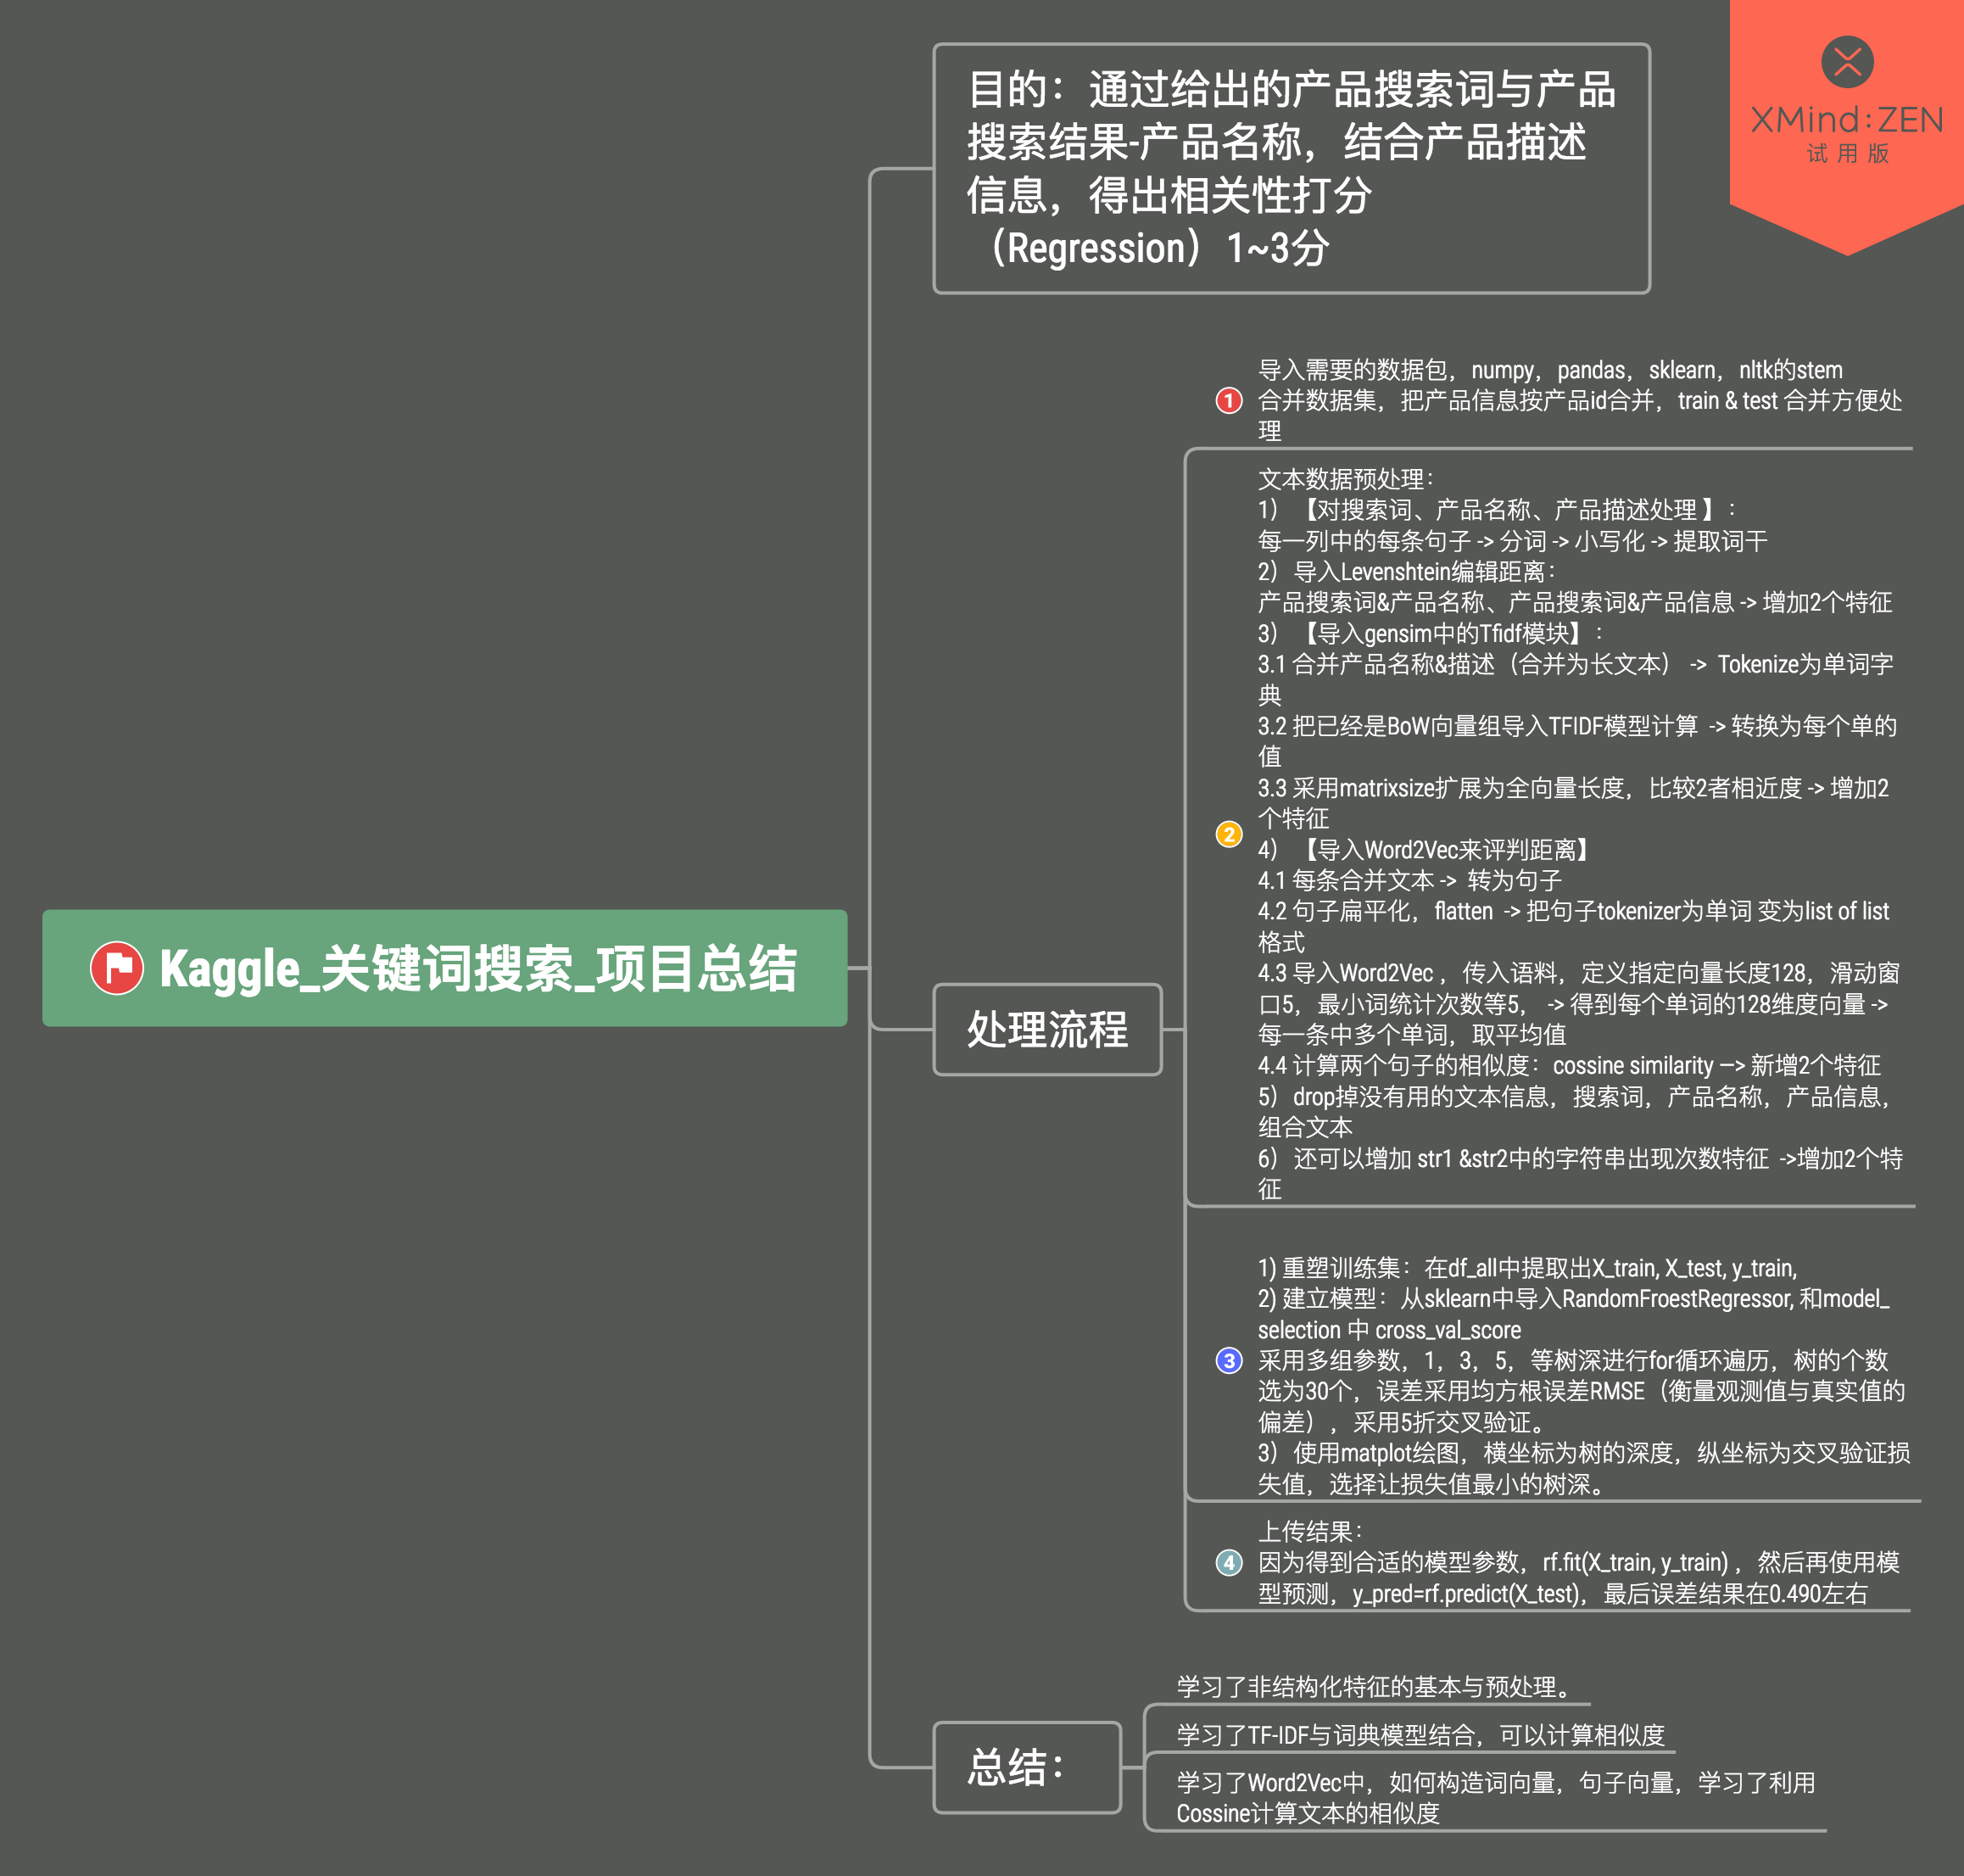 目的：通过给出的产品搜索词与产品
搜索结果-产品名称，结合产品描述
信息，得出相关性打分
（Regression）1~3分
XMind:ZEN
试用版
1
导入需要的数据包，numpy，pandas，sklearn，nltk的stem
合并数据集，把产品信息按产品id合并，train & test 合并方便处
理
2
文本数据预处理：
1）【对搜索词、产品名称、产品描述处理 】：
每一列中的每条句子 -> 分词 -> 小写化 -> 提取词干
2）导入Levenshtein编辑距离：
产品搜索词&产品名称、产品搜索词&产品信息 -> 增加2个特征
3）【导入gensim中的Tfidf模块】：
3.1 合并产品名称&描述（合并为长文本） -> Tokenize为单词字
典
3.2 把已经是BoW向量组导入TFIDF模型计算 -> 转换为每个单的
值
3.3 采用matrixsize扩展为全向量长度，比较2者相近度 -> 增加2
个特征
4）【导入Word2Vec来评判距离】
4.1 每条合并文本 -> 转为句子
4.2 句子扁平化，flatten -> 把句子tokenizer为单词 变为list of list
格式
4.3 导入Word2Vec ，传入语料，定义指定向量长度128，滑动窗
口5，最小词统计次数等5， -> 得到每个单词的128维度向量 ->
每一条中多个单词，取平均值
4.4 计算两个句子的相似度：cossine similarity —> 新增2个特征
5）drop掉没有用的文本信息，搜索词，产品名称，产品信息，
组合文本
6）还可以增加 str1 &str2中的字符串出现次数特征 ->增加2个特
征
Kaggle_关键词搜索_项目总结
处理流程
3
1) 重塑训练集：在df_all中提取出X_train, X_test, y_train,
2) 建立模型：从sklearn中导入RandomFroestRegressor, 和model_
selection 中 cross_val_score
采用多组参数，1，3，5，等树深进行for循环遍历，树的个数
选为30个，误差采用均方根误差RMSE（衡量观测值与真实值的
偏差），采用5折交叉验证。
3）使用matplot绘图，横坐标为树的深度，纵坐标为交叉验证损
失值，选择让损失值最小的树深。
4
上传结果：
因为得到合适的模型参数，rf.fit(X_train, y_train) ，然后再使用模
型预测，y_pred=rf.predict(X_test)，最后误差结果在0.490左右
总结：
学习了非结构化特征的基本与预处理。
学习了TF-IDF与词典模型结合，可以计算相似度
学习了Word2Vec中，如何构造词向量，句子向量，学习了利用
Cossine计算文本的相似度